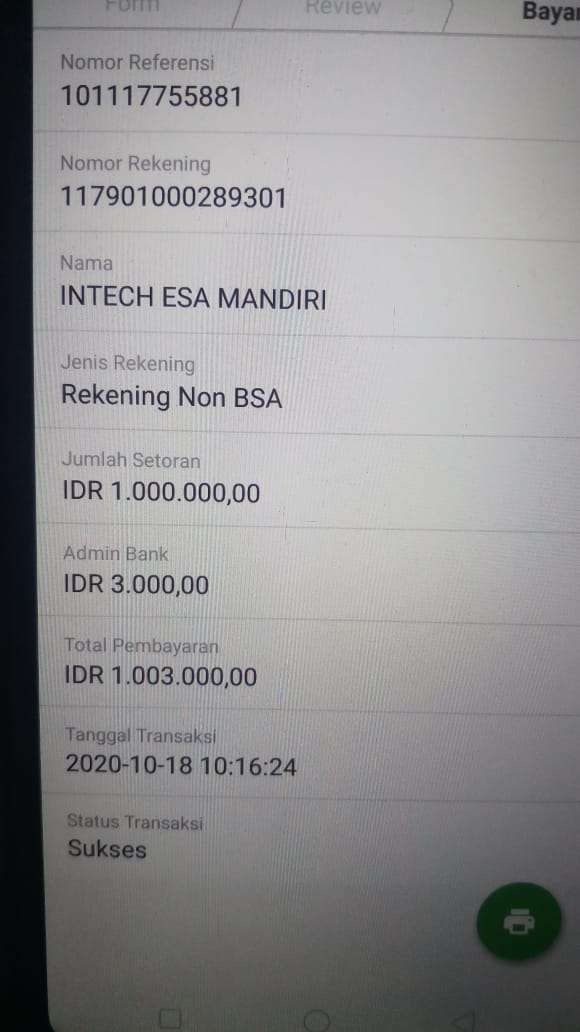 Form Review Bayar
Nomor Referensi
101117755881
Nomor Rekening
117901000289301
Nama
INTECH ESA MANDIRI
Jenis Rekening
Rekening Non BSA
Jumlah Setoran
IDR 1.000.000,00
Admin Bank
IDR 3.000,00
Total Pembayaran
IDR 1.003.000,00
Tanggal Transaksi
2020-10-18 10:16:24
Status Transaksi
Sukses